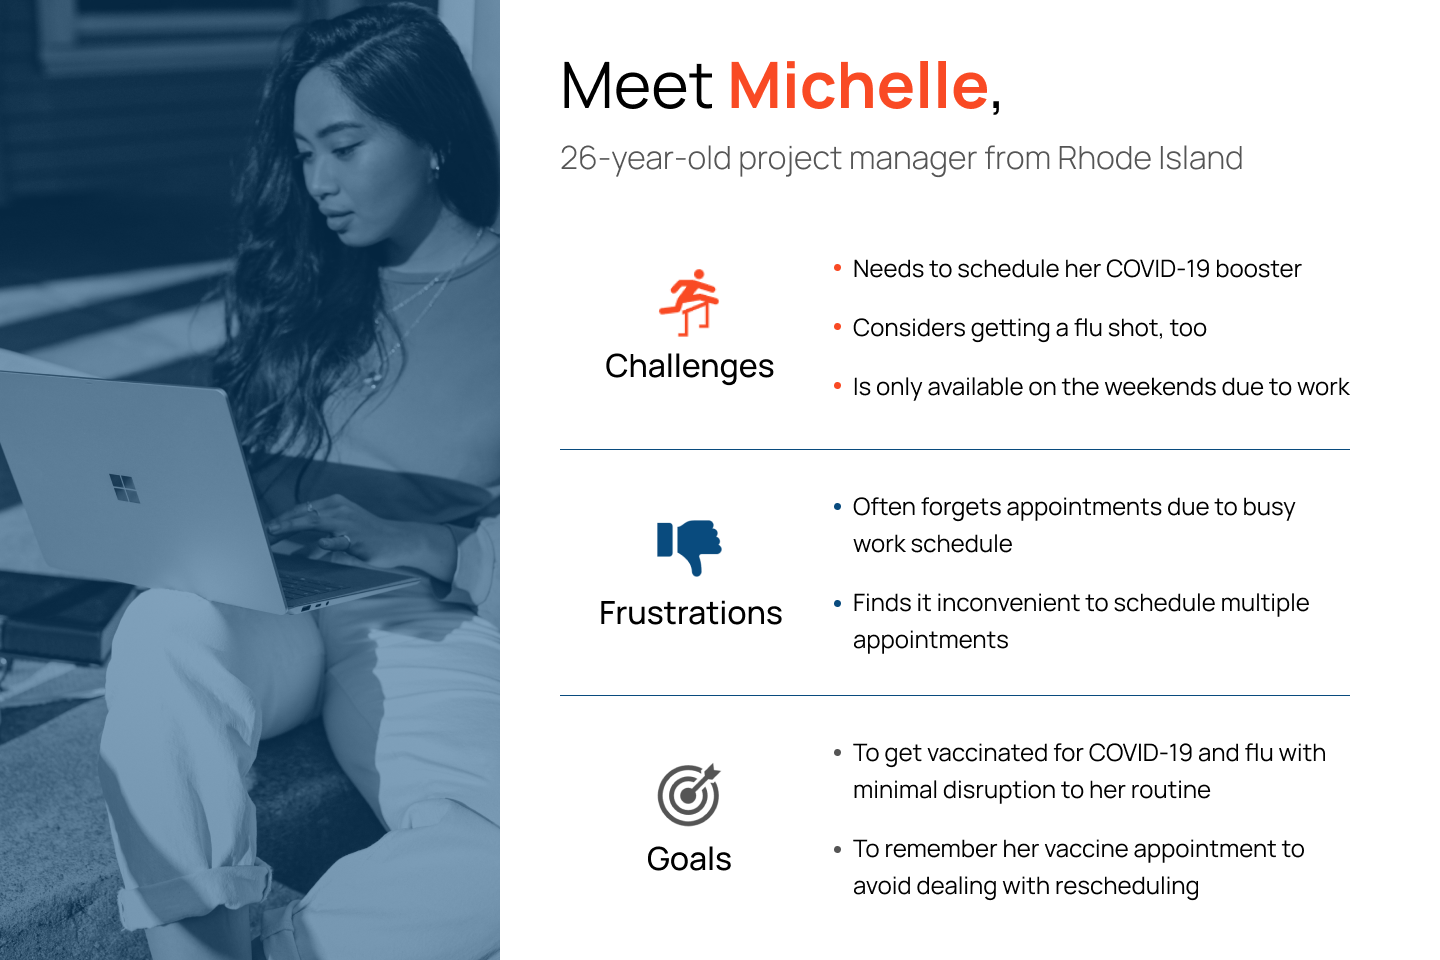 Meet Michelle,
26-year-old project manager from Rhode Island
Challenges
Needs to schedule her COVID-19 booster
Considers getting a flu shot, too
Is only available on the weekends due to work
Frustrations
Often forgets appointments due to busy
work schedule
Finds it inconvenient to schedule multiple
appointments
Goals
To get vaccinated for COVID-19 and flu with
minimal disruption to her routine
To remember her vaccine appointment to
avoid dealing with rescheduling